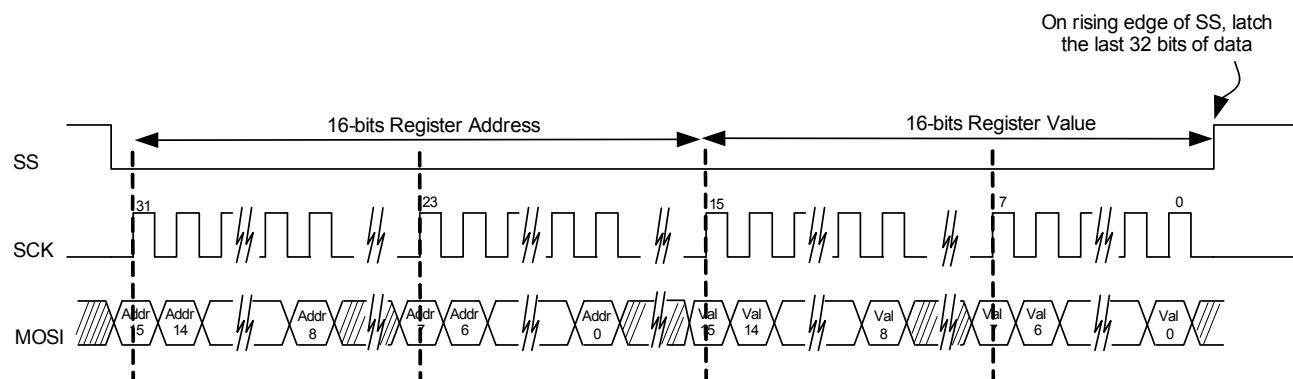 On rising edge of SS, latch
the last 32 bits of data
16-bits Register Address
16-bits Register Value
SS
31
23
15
7
0
SCK
Addr
15
Addr
14
Addr
8
Addr
7
Addr
6
Addr
0
Val
15
Val
14
Val
8
Val
7
Val
6
Val
0
MOSI